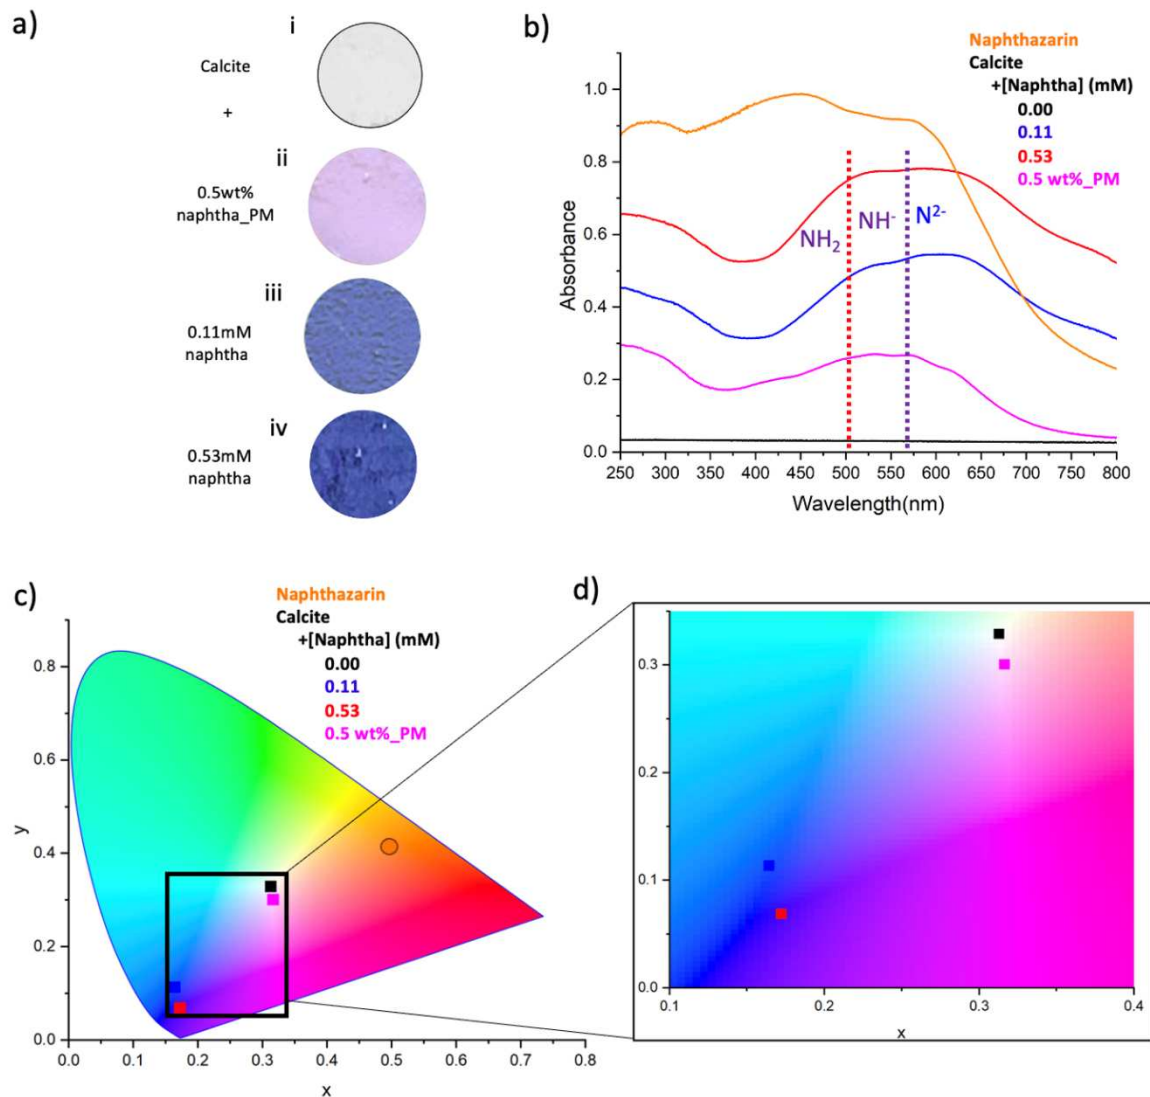 a)
i
Calcite
+
ii
0.5wt%
naphtha_PM
iii
0.11mM
naphtha
iv
0.53mM
naphtha
b)
Naphthazarin
Calcite
+[Naphtha] (mM)
0.00
0.11
0.53
0.5 wt%_PM
NH₂
NH⁻
N²⁻
Absorbance
1.0
0.8
0.6
0.4
0.2
0.0
250 300 350 400 450 500 550 600 650 700 750 800
Wavelength(nm)
c)
Naphthazarin
Calcite
+[Naphtha] (mM)
0.00
0.11
0.53
0.5 wt%_PM
y
0.8
0.6
0.4
0.2
0.0
0.0 0.1 0.2 0.3 0.4 0.5 0.6 0.7 0.8
x
d)
0.3
0.2
0.1
0.0
0.1 0.2 0.3 0.4
x